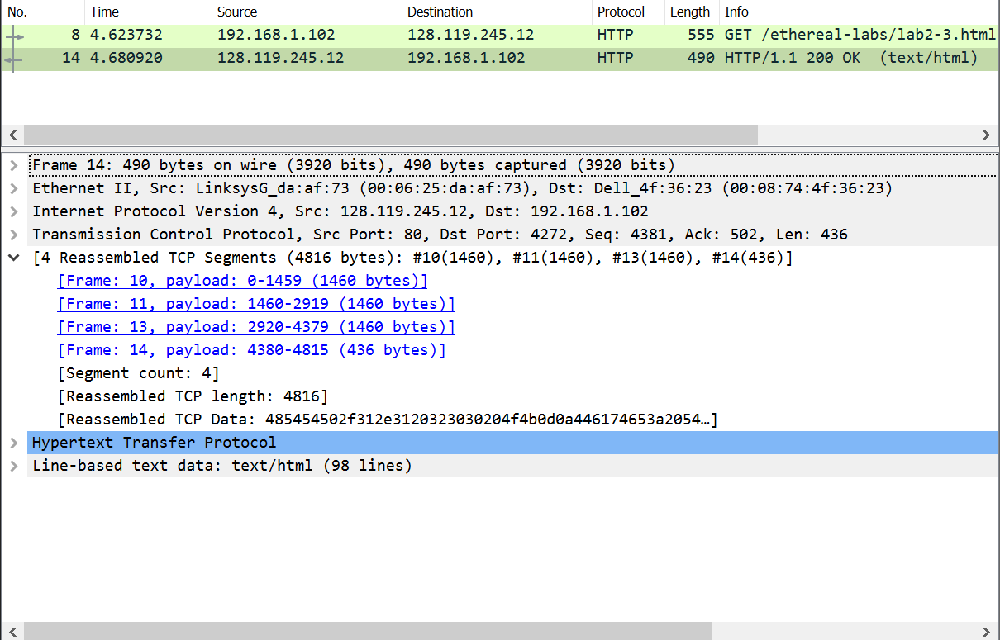 No. Time Source Destination Protocol Length Info
8 4.623732 192.168.1.102 128.119.245.12 HTTP 555 GET /ethereal-labs/lab2-3.html
14 4.680920 128.119.245.12 192.168.1.102 HTTP 490 HTTP/1.1 200 OK (text/html)
Frame 14: 490 bytes on wire (3920 bits), 490 bytes captured (3920 bits)
Ethernet II, Src: LinksysG_da:af:73 (00:06:25:da:af:73), Dst: Dell_4f:36:23 (00:08:74:4f:36:23)
Internet Protocol Version 4, Src: 128.119.245.12, Dst: 192.168.1.102
Transmission Control Protocol, Src Port: 80, Dst Port: 4272, Seq: 4381, Ack: 502, Len: 436
[4 Reassembled TCP Segments (4816 bytes): #10(1460), #11(1460), #13(1460), #14(436)]
[Frame: 10, payload: 0-1459 (1460 bytes)]
[Frame: 11, payload: 1460-2919 (1460 bytes)]
[Frame: 13, payload: 2920-4379 (1460 bytes)]
[Frame: 14, payload: 4380-4815 (436 bytes)]
[Segment count: 4]
[Reassembled TCP length: 4816]
[Reassembled TCP Data: 485454502f312e3120323030204f4b0d0a446174653a2054…]
Hypertext Transfer Protocol
Line-based text data: text/html (98 lines)